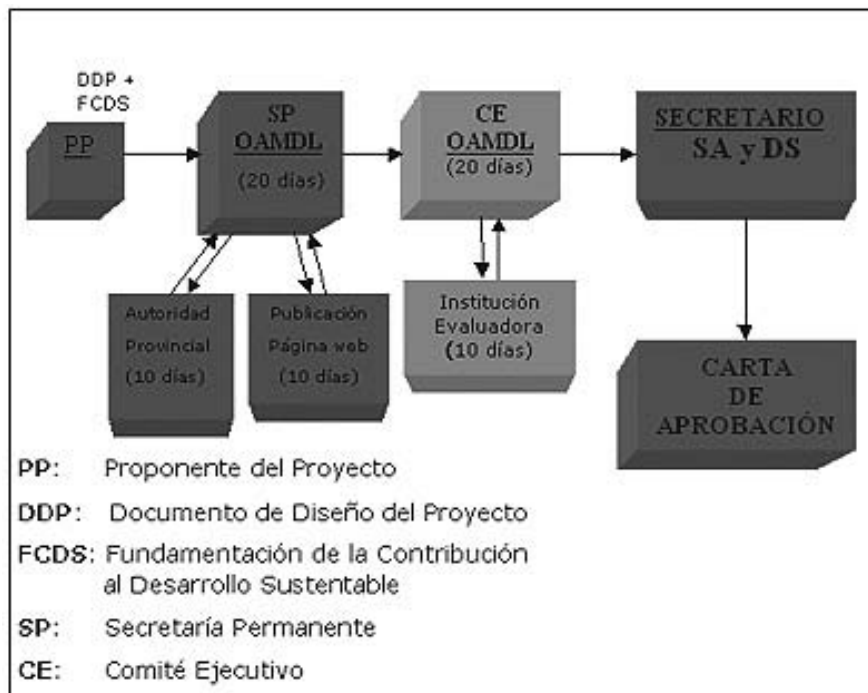 DDP +
FCDS
PP
SP
OAMDL
(20 días)
CE
OAMDL
(20 días)
SECRETARIO
SA y DS
Autoridad
Provincial
(10 días)
Publicación
Página web
(10 días)
Institución
Evaluadora
(10 días)
CARTA
DE
APROBACIÓN
PP: Proponente del Proyecto
DDP: Documento de Diseño del Proyecto
FCDS: Fundamentación de la Contribución
al Desarrollo Sustentable
SP: Secretaría Permanente
CE: Comité Ejecutivo